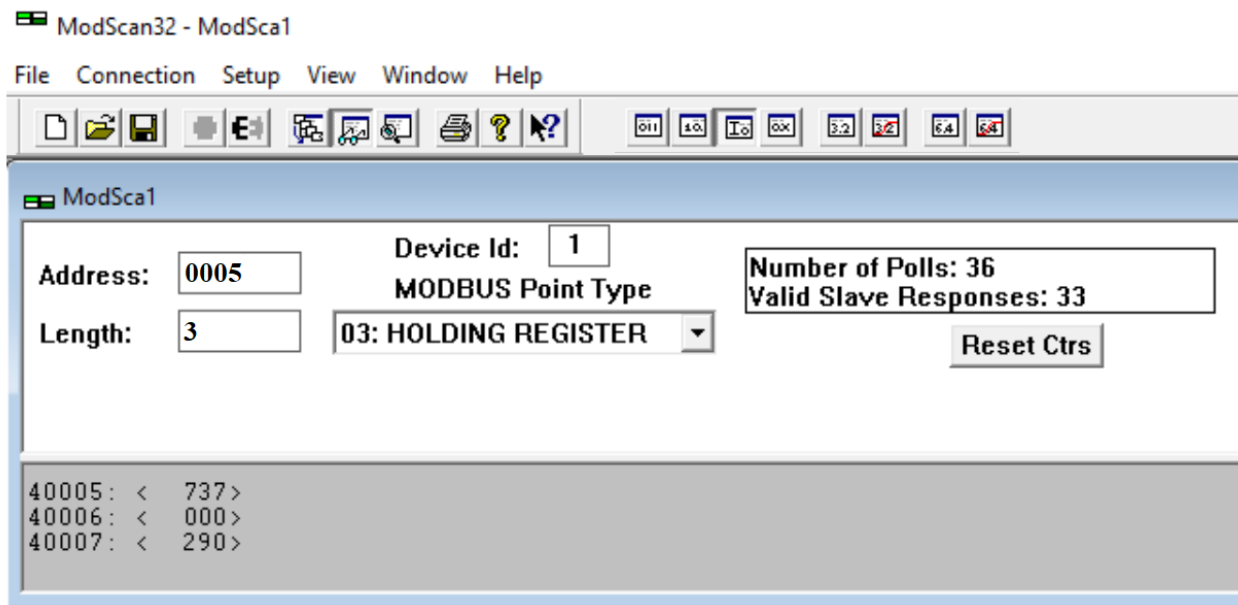 ModScan32 - ModSca1
File Connection Setup View Window Help
ModSca1
Address: 0005
Device Id: 1
MODBUS Point Type
Length: 3
03: HOLDING REGISTER
Number of Polls: 36
Valid Slave Responses: 33
Reset Ctrs
40005: < 737>
40006: < 000>
40007: < 290>